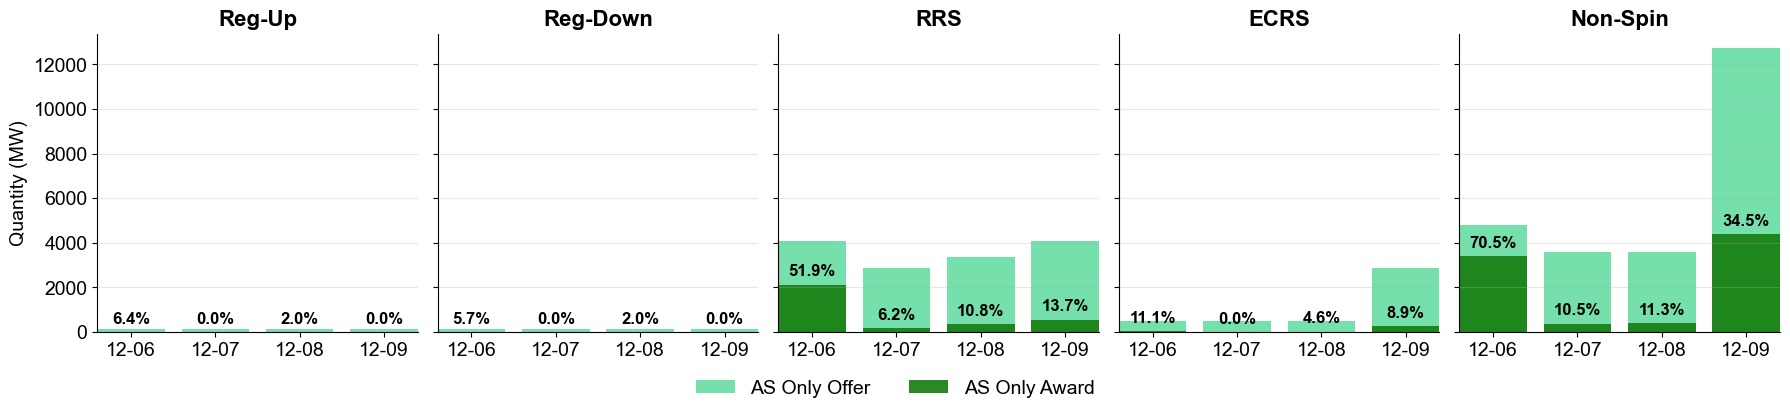 Reg-Up Reg-Down RRS ECRS Non-Spin
Quantity (MW)
12000
10000
8000
6000
4000
2000
0
6.4% 0.0% 2.0% 0.0%
5.7% 0.0% 2.0% 0.0%
51.9% 6.2% 10.8% 13.7%
11.1% 0.0% 4.6% 8.9%
70.5% 10.5% 11.3% 34.5%
12-06 12-07 12-08 12-09 12-06 12-07 12-08 12-09 12-06 12-07 12-08 12-09 12-06 12-07 12-08 12-09 12-06 12-07 12-08 12-09
AS Only Offer AS Only Award